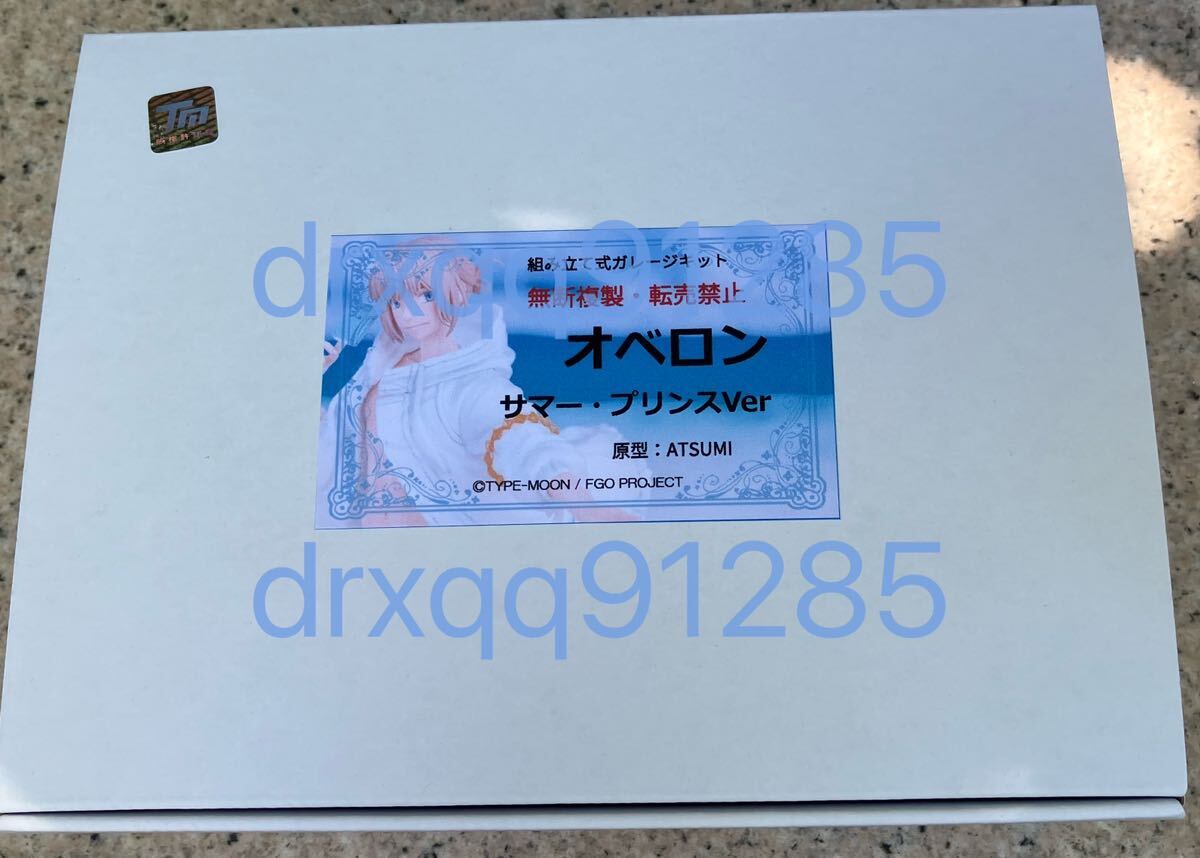 TM
drxqq91285
組み立て式ガレージキット
無断複製・転売禁止
オベロン
サマー・プリンスVer
原型：ATSUMI
©TYPE-MOON / FGO PROJECT
drxqq91285